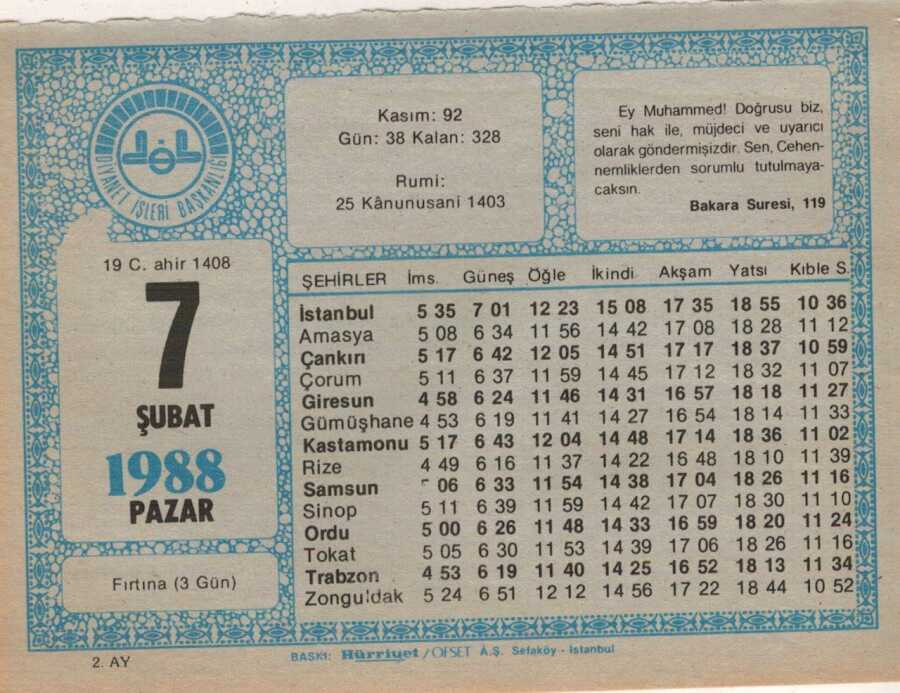 DİYANET İŞLERİ BAŞKANLIĞI
Kasım: 92
Gün: 38 Kalan: 328
Rumi:
25 Kânunusani 1403
Ey Muhammed! Doğrusu biz,
seni hak ile, müjdeci ve uyarıcı
olarak göndermişizdir. Sen, Cehen-
nemliklerden sorumlu tutulmaya-
caksın.
Bakara Suresi, 119
19 C. ahir 1408
7
ŞUBAT
1988
PAZAR
Fırtına (3 Gün)
ŞEHİRLER İms. Güneş Öğle İkindi Akşam Yatsı Kıble S.
İstanbul 5 35 7 01 12 23 15 08 17 35 18 55 10 36
Amasya 5 08 6 34 11 56 14 42 17 08 18 28 11 12
Çankırı 5 17 6 42 12 05 14 51 17 17 18 37 10 59
Çorum 5 11 6 37 11 59 14 45 17 12 18 32 11 07
Giresun 4 58 6 24 11 46 14 31 16 57 18 18 11 27
Gümüşhane 4 53 6 19 11 41 14 27 16 54 18 14 11 33
Kastamonu 5 17 6 43 12 04 14 48 17 14 18 36 11 02
Rize 4 49 6 16 11 37 14 22 16 48 18 10 11 39
Samsun 06 6 33 11 54 14 38 17 04 18 26 11 16
Sinop 5 11 6 39 11 59 14 42 17 07 18 30 11 10
Ordu 5 00 6 26 11 48 14 33 16 59 18 20 11 24
Tokat 5 05 6 30 11 53 14 39 17 06 18 26 11 16
Trabzon 4 53 6 19 11 40 14 25 16 52 18 13 11 34
Zonguldak 5 24 6 51 12 12 14 56 17 22 18 44 10 52
2. AY
BASKI: Hürriyet / OFSET A.Ş. Sefaköy - İstanbul